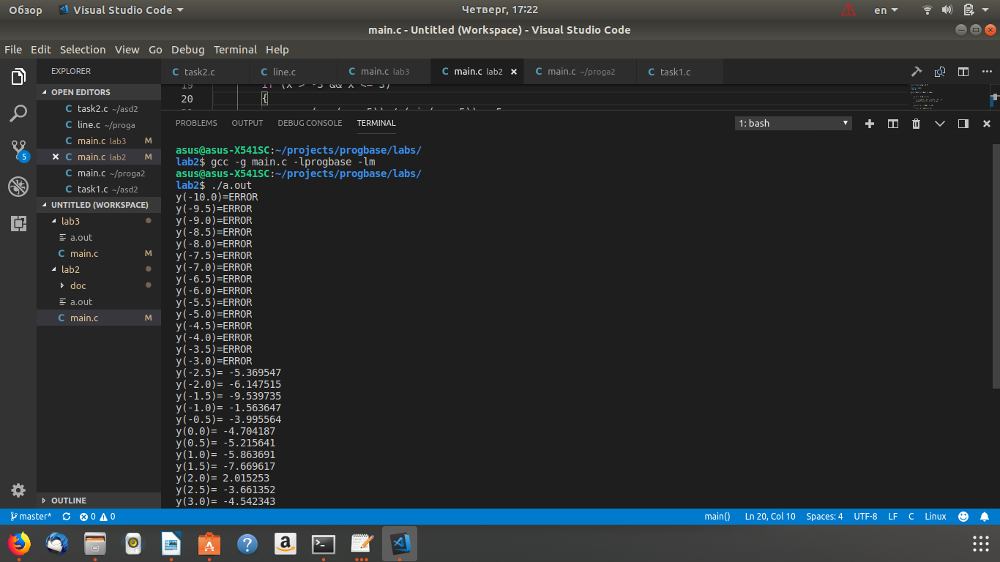 Обзор Visual Studio Code Четверг, 17:22 en
main.c - Untitled (Workspace) - Visual Studio Code
File Edit Selection View Go Debug Terminal Help
EXPLORER
OPEN EDITORS
task2.c ~/asd2
line.c ~/proga
main.c lab3 M
main.c lab2 M
main.c ~/proga2
task1.c ~/asd2
UNTITLED (WORKSPACE)
lab3
a.out
main.c M
lab2
doc
a.out
main.c M
OUTLINE
task2.c line.c main.c lab3 main.c lab2 main.c ~/proga2 task1.c
19 if (x > -3 && x <= 3)
20 {
PROBLEMS OUTPUT DEBUG CONSOLE TERMINAL 1: bash
asus@asus-X541SC:~/projects/progbase/labs/
lab2$ gcc -g main.c -lprogbase -lm
asus@asus-X541SC:~/projects/progbase/labs/
lab2$ ./a.out
y(-10.0)=ERROR
y(-9.5)=ERROR
y(-9.0)=ERROR
y(-8.5)=ERROR
y(-8.0)=ERROR
y(-7.5)=ERROR
y(-7.0)=ERROR
y(-6.5)=ERROR
y(-6.0)=ERROR
y(-5.5)=ERROR
y(-5.0)=ERROR
y(-4.5)=ERROR
y(-4.0)=ERROR
y(-3.5)=ERROR
y(-3.0)=ERROR
y(-2.5)= -5.369547
y(-2.0)= -6.147515
y(-1.5)= -9.539735
y(-1.0)= -1.563647
y(-0.5)= -3.995564
y(0.0)= -4.704187
y(0.5)= -5.215641
y(1.0)= -5.863691
y(1.5)= -7.669617
y(2.0)= 2.015253
y(2.5)= -3.661352
y(3.0)= -4.542343
5
master* 0 0 main() Ln 20, Col 10 Spaces: 4 UTF-8 LF C Linux